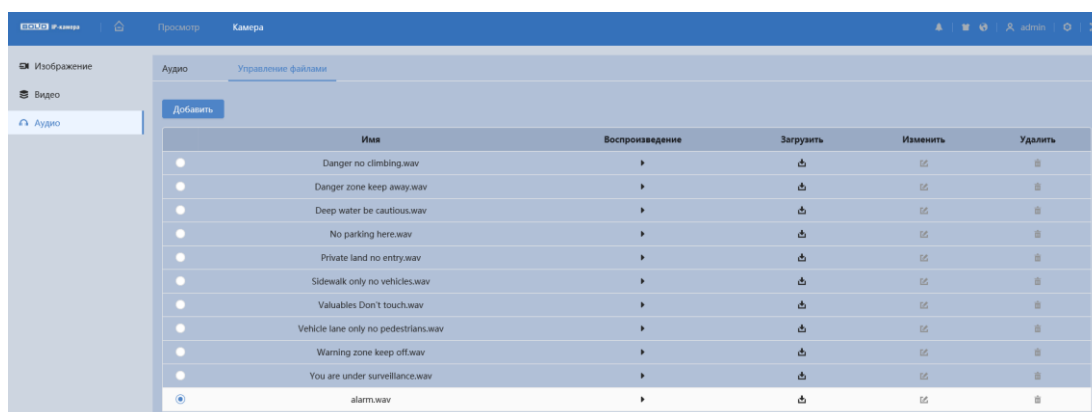 BOLID IP-камера Просмотр Камера admin
Изображение
Видео
Аудио
Аудио Управление файлами
Добавить
Имя Воспроизведение Загрузить Изменить Удалить
Danger no climbing.wav
Danger zone keep away.wav
Deep water be cautious.wav
No parking here.wav
Private land no entry.wav
Sidewalk only no vehicles.wav
Valuables Don't touch.wav
Vehicle lane only no pedestrians.wav
Warning zone keep off.wav
You are under surveillance.wav
alarm.wav